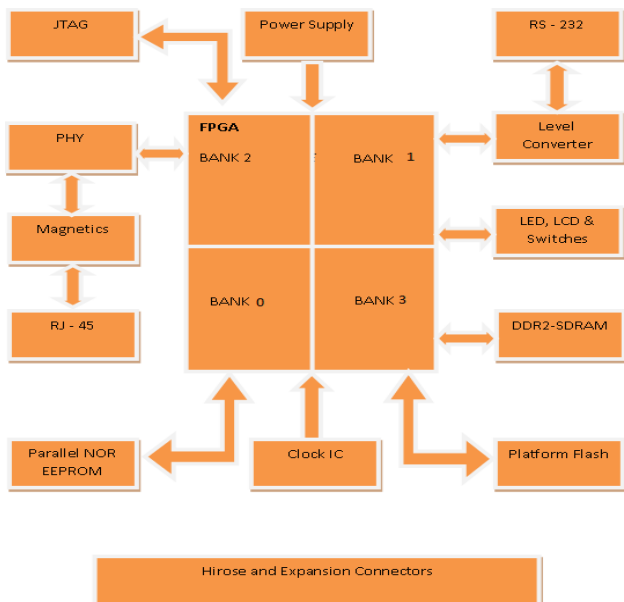 JTAG
Power Supply
RS - 232
FPGA
PHY
BANK 2
BANK 1
Level
Converter
Magnetics
LED, LCD &
Switches
RJ - 45
BANK 0
BANK 3
DDR2-SDRAM
Parallel NOR
EEPROM
Clock IC
Platform Flash
Hirose and Expansion Connectors